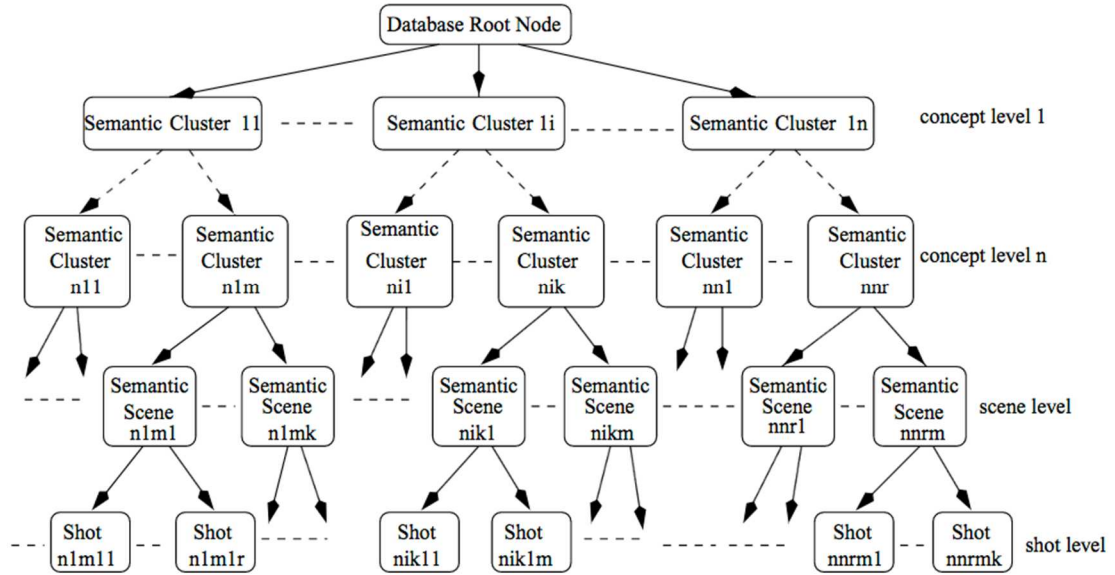 Database Root Node
Semantic Cluster 11
Semantic Cluster 1i
Semantic Cluster 1n
concept level 1
Semantic
Cluster
n11
Semantic
Cluster
n1m
Semantic
Cluster
ni1
Semantic
Cluster
nik
Semantic
Cluster
nn1
Semantic
Cluster
nnr
concept level n
Semantic
Scene
n1m1
Semantic
Scene
n1mk
Semantic
Scene
nik1
Semantic
Scene
nikm
Semantic
Scene
nnr1
Semantic
Scene
nnrm
scene level
Shot
n1m11
Shot
n1m1r
Shot
nik11
Shot
nik1m
Shot
nnrm1
Shot
nnrmk
shot level